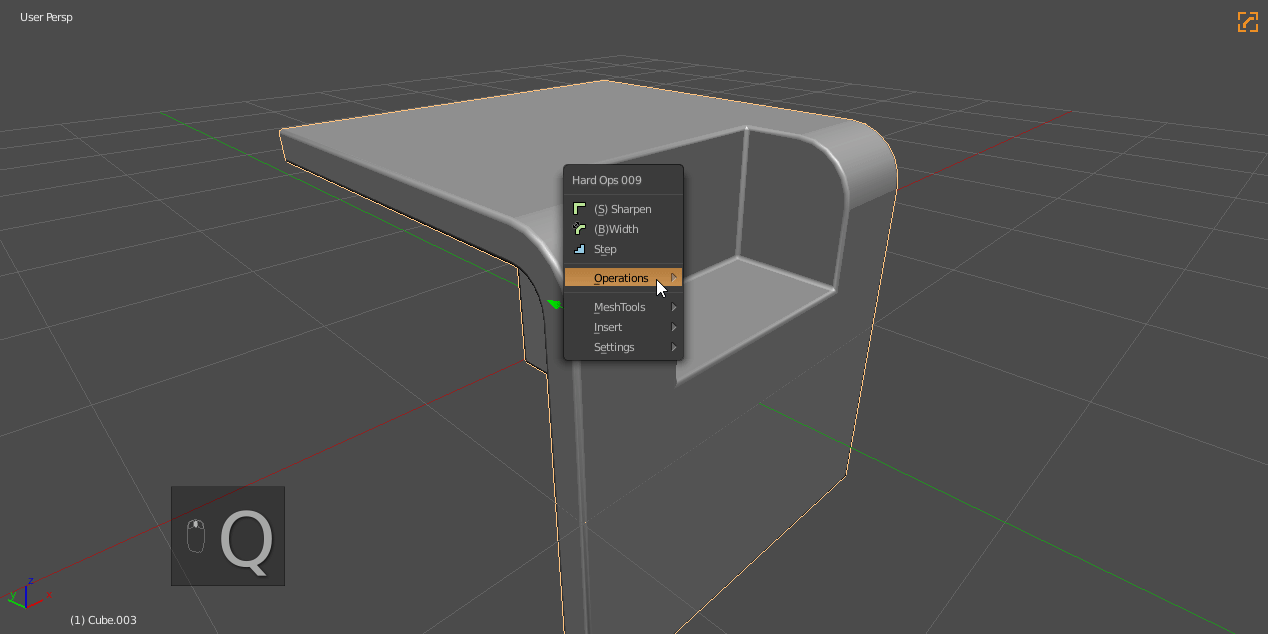 User Persp
Hard Ops 009
(S) Sharpen
(B)Width
Step
Operations
MeshTools
Insert
Settings
Q
z
y x
(1) Cube.003